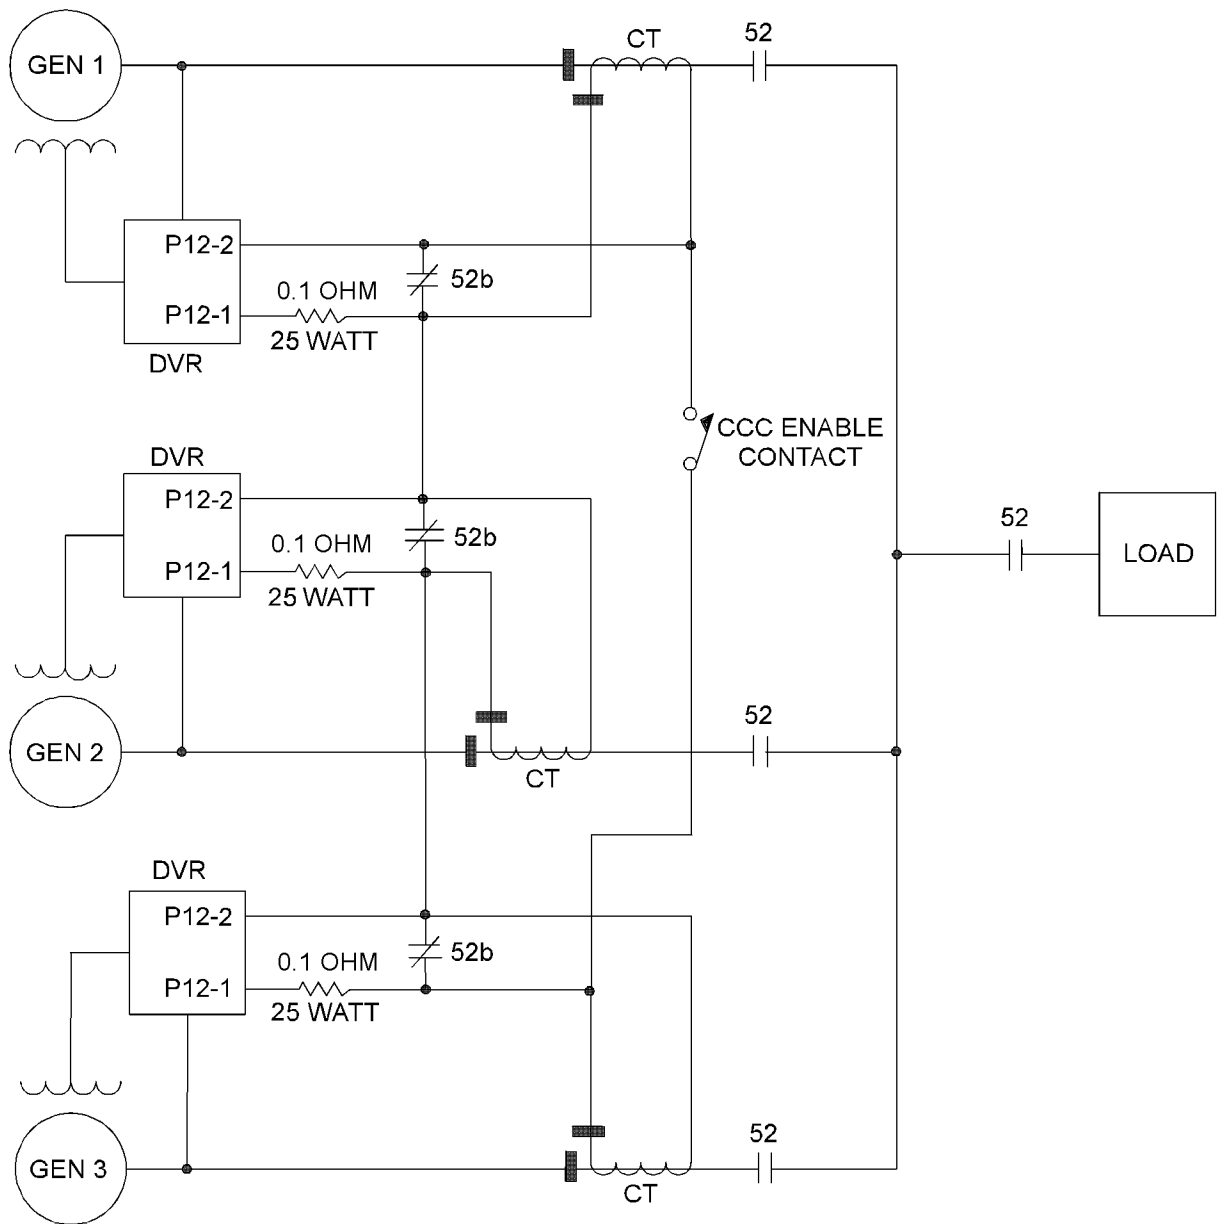 CT
52
GEN 1
P12-2
52b
0.1 OHM
P12-1
25 WATT
DVR
CCC ENABLE
CONTACT
DVR
P12-2
52
52b
0.1 OHM
LOAD
P12-1
25 WATT
52
GEN 2
CT
DVR
P12-2
52b
0.1 OHM
P12-1
25 WATT
52
GEN 3
CT